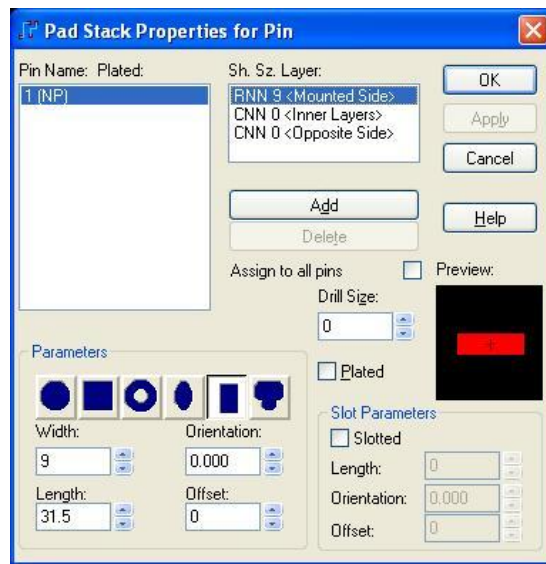 Pad Stack Properties for Pin
Pin Name: Plated:
1 (NP)
Sh. Sz. Layer:
RNN 9 <Mounted Side>
CNN 0 <Inner Layers>
CNN 0 <Opposite Side>
OK
Apply
Cancel
Add
Delete
Help
Assign to all pins
Preview:
Drill Size:
0
Plated
Parameters
Width:
Orientation:
9
0.000
Length:
Offset:
31.5
0
Slot Parameters
Slotted
Length:
0
Orientation:
0.000
Offset:
0